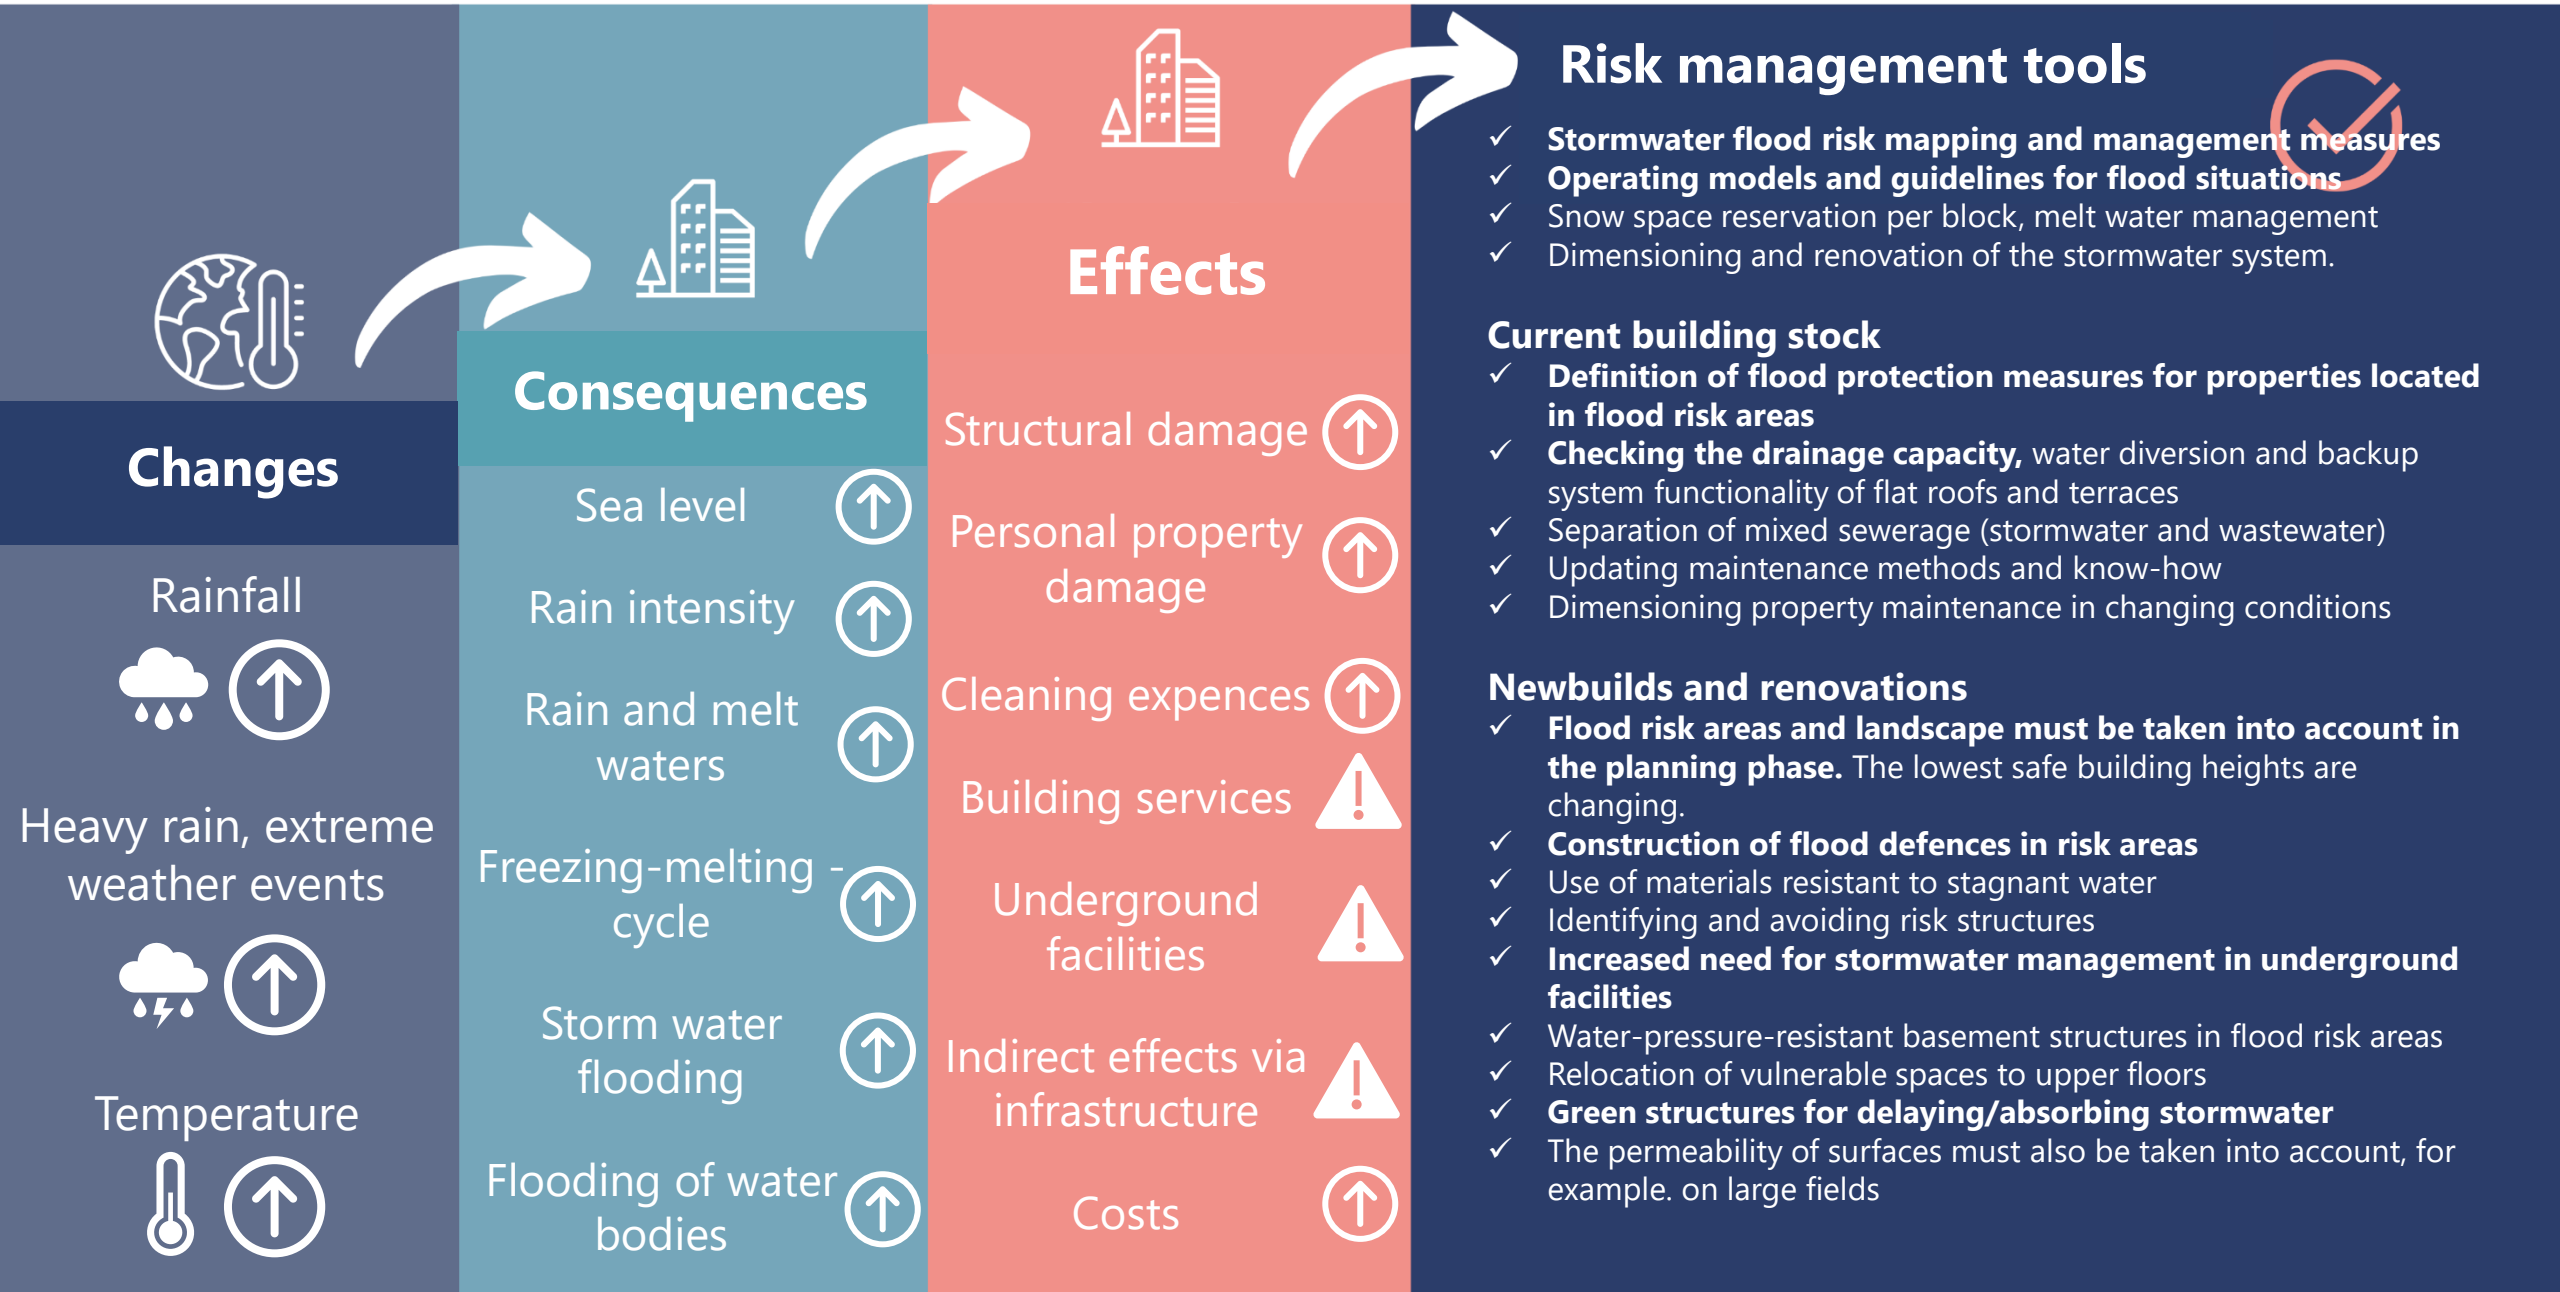 Changes
Rainfall
Heavy rain, extreme
weather events
Temperature
Consequences
Sea level
Rain intensity
Rain and melt
waters
Freezing-melting -
cycle
Storm water
flooding
Flooding of water
bodies
Effects
Structural damage
Personal property
damage
Cleaning expences
Building services
Underground
facilities
Indirect effects via
infrastructure
Costs
Risk management tools
✓ Stormwater flood risk mapping and management measures
✓ Operating models and guidelines for flood situations
✓ Snow space reservation per block, melt water management
✓ Dimensioning and renovation of the stormwater system.
Current building stock
✓ Definition of flood protection measures for properties located
in flood risk areas
✓ Checking the drainage capacity, water diversion and backup
system functionality of flat roofs and terraces
✓ Separation of mixed sewerage (stormwater and wastewater)
✓ Updating maintenance methods and know-how
✓ Dimensioning property maintenance in changing conditions
Newbuilds and renovations
✓ Flood risk areas and landscape must be taken into account in
the planning phase. The lowest safe building heights are
changing.
✓ Construction of flood defences in risk areas
✓ Use of materials resistant to stagnant water
✓ Identifying and avoiding risk structures
✓ Increased need for stormwater management in underground
facilities
✓ Water-pressure-resistant basement structures in flood risk areas
✓ Relocation of vulnerable spaces to upper floors
✓ Green structures for delaying/absorbing stormwater
✓ The permeability of surfaces must also be taken into account, for
example. on large fields